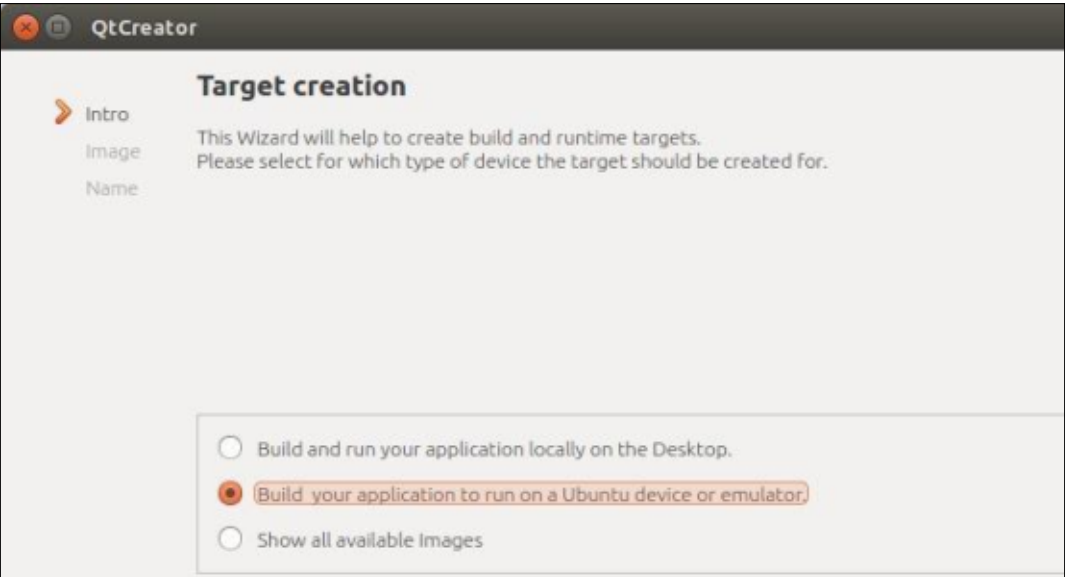 QtCreator
Target creation
Intro
Image
Name
This Wizard will help to create build and runtime targets.
Please select for which type of device the target should be created for.
Build and run your application locally on the Desktop.
Build  your application to run on a Ubuntu device or emulator.
Show all available Images